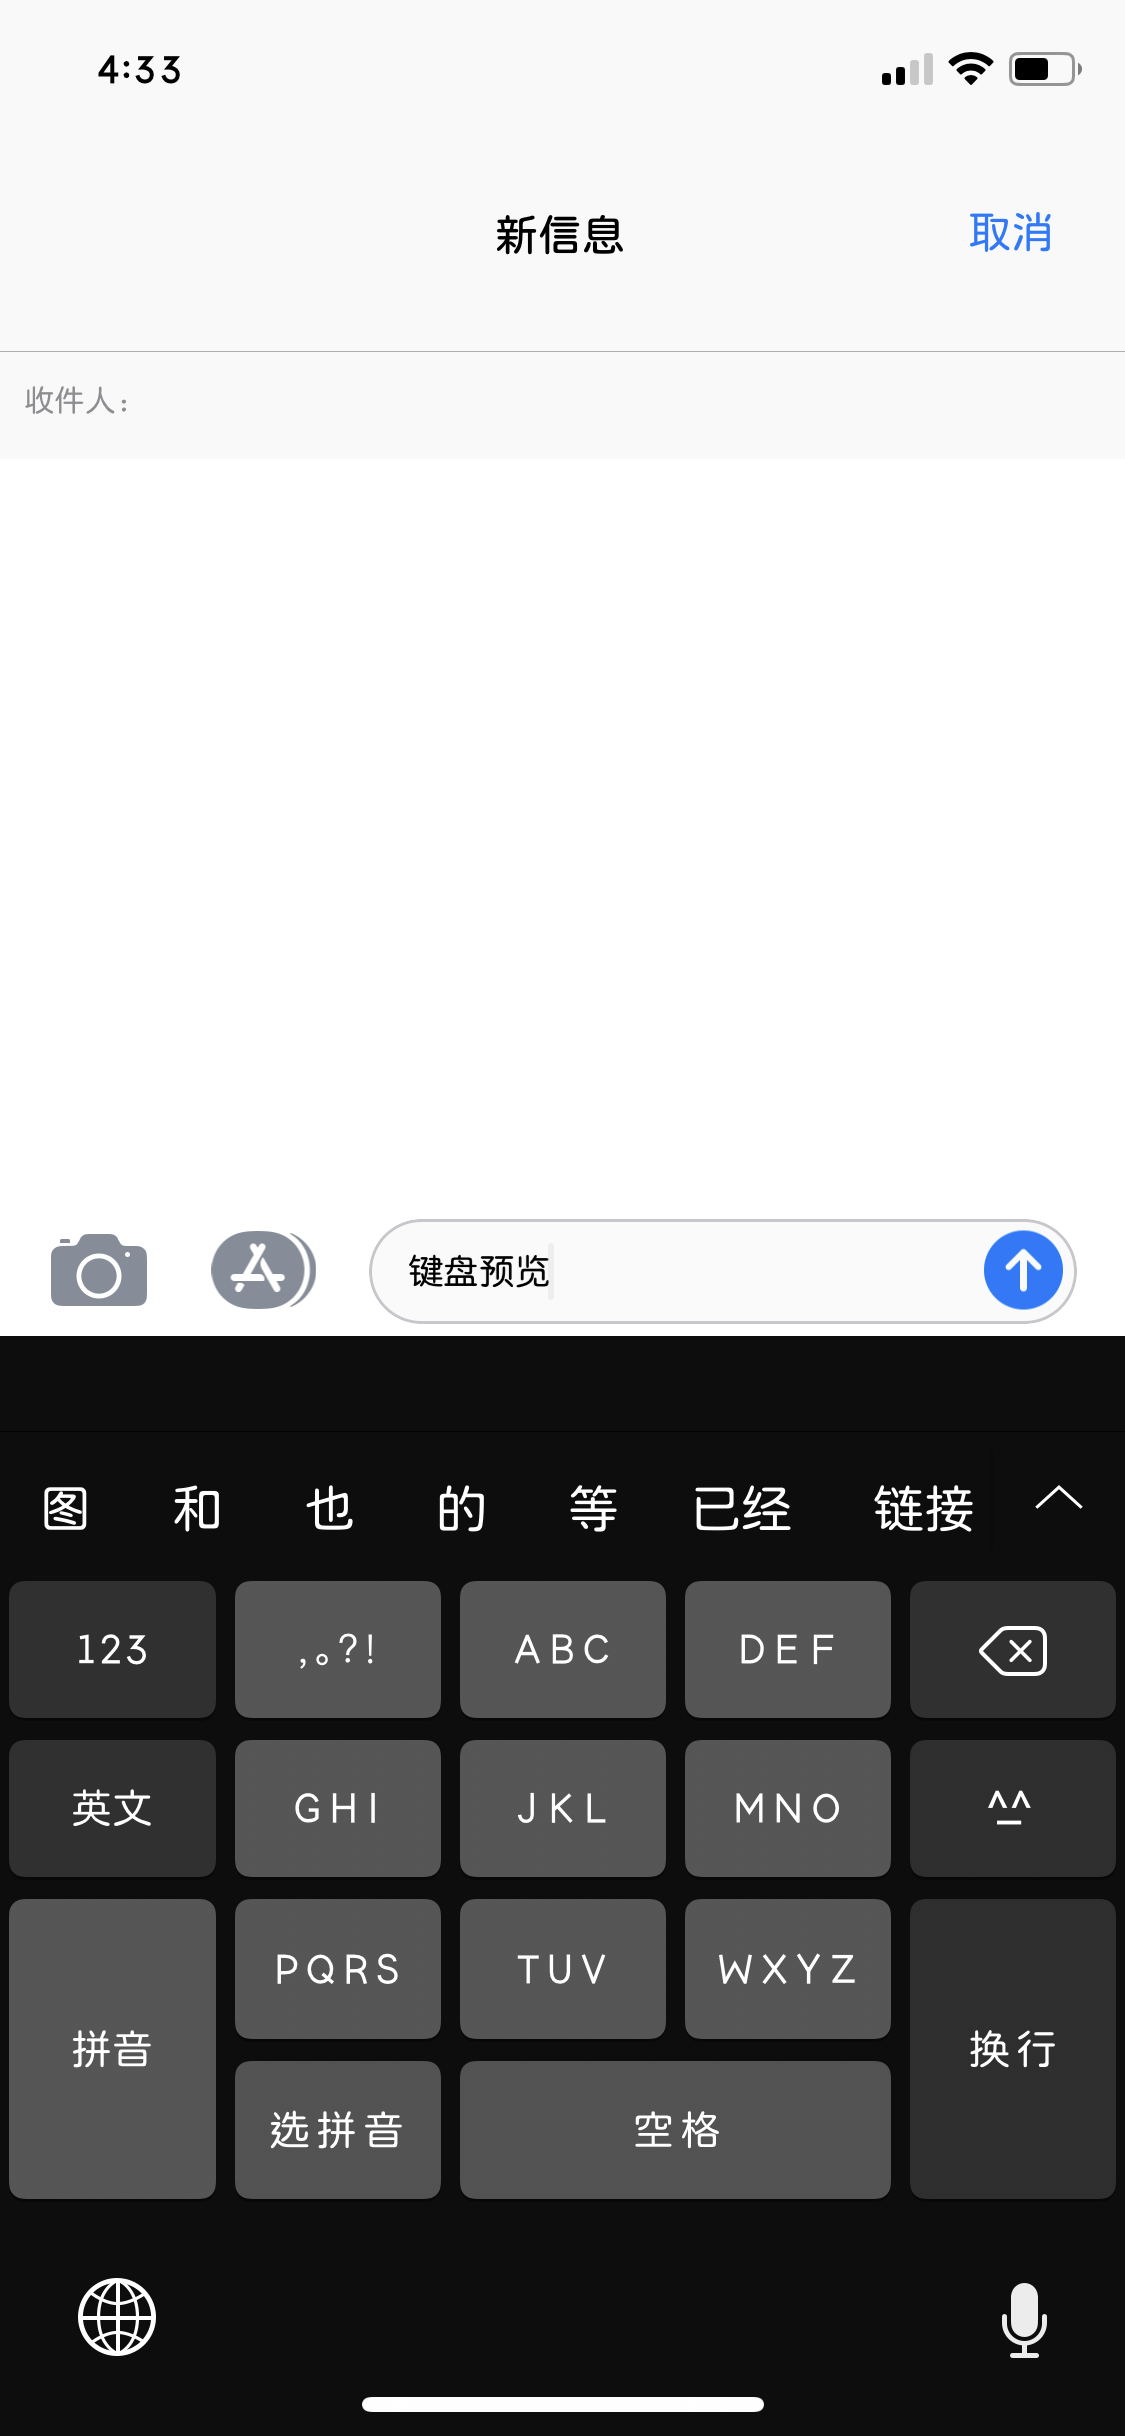 4:33
新信息
取消
收件人：
键盘预览
图 和 也 的 等 已经 链接
123 ,。?! ABC DEF
英文 GHI JKL MNO ^^
拼音 PQRS TUV WXYZ 换行
选拼音 空格